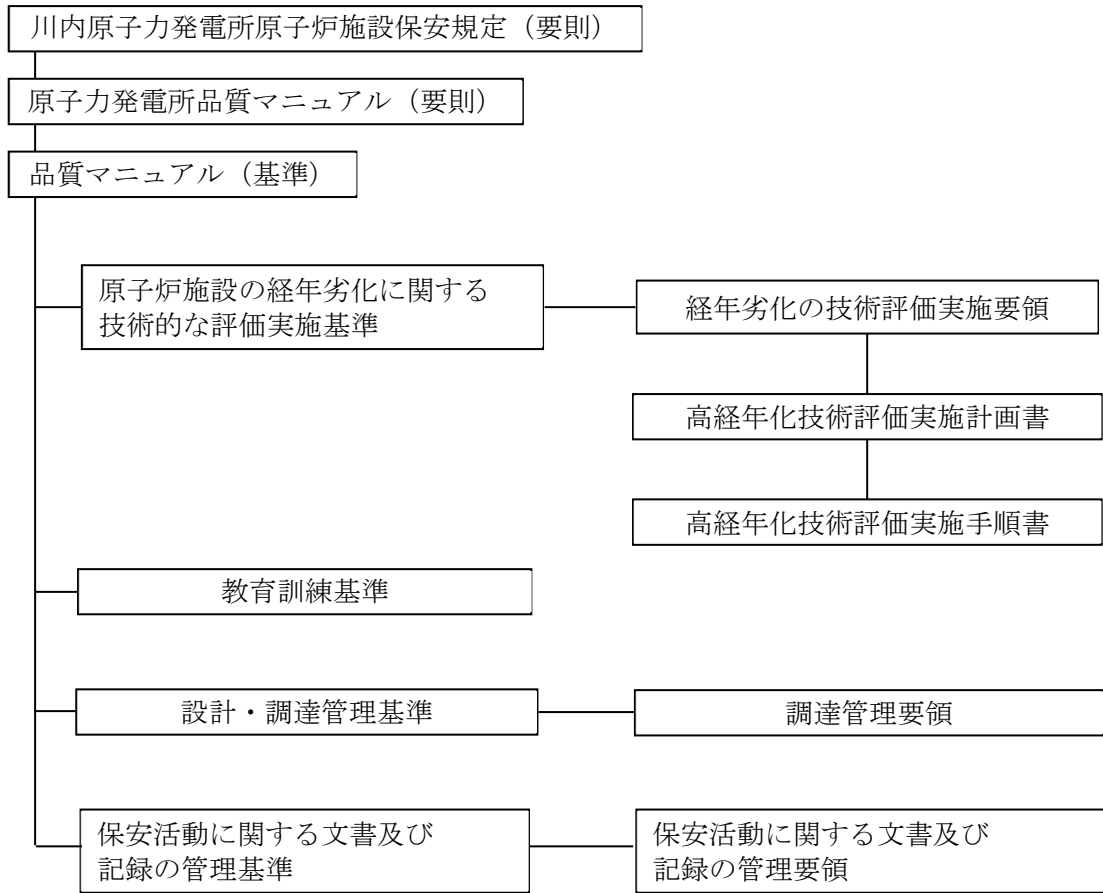 川内原子力発電所原子炉施設保安規定（要則）
原子力発電所品質マニュアル（要則）
品質マニュアル（基準）
原子炉施設の経年劣化に関する
技術的な評価実施基準
経年劣化の技術評価実施要領
高経年化技術評価実施計画書
高経年化技術評価実施手順書
教育訓練基準
設計・調達管理基準
調達管理要領
保安活動に関する文書及び
記録の管理基準
保安活動に関する文書及び
記録の管理要領